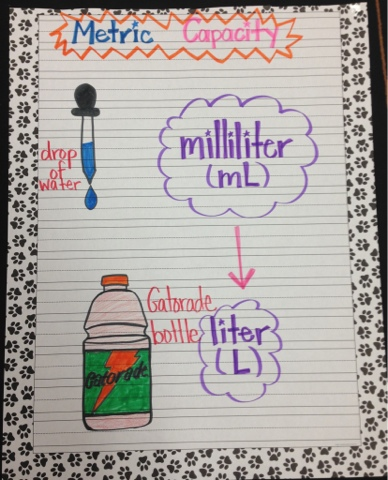 Metric Capacity
drop
of
water
milliliter
(mL)
Gatorade
bottle
Gatorade
liter
(L)